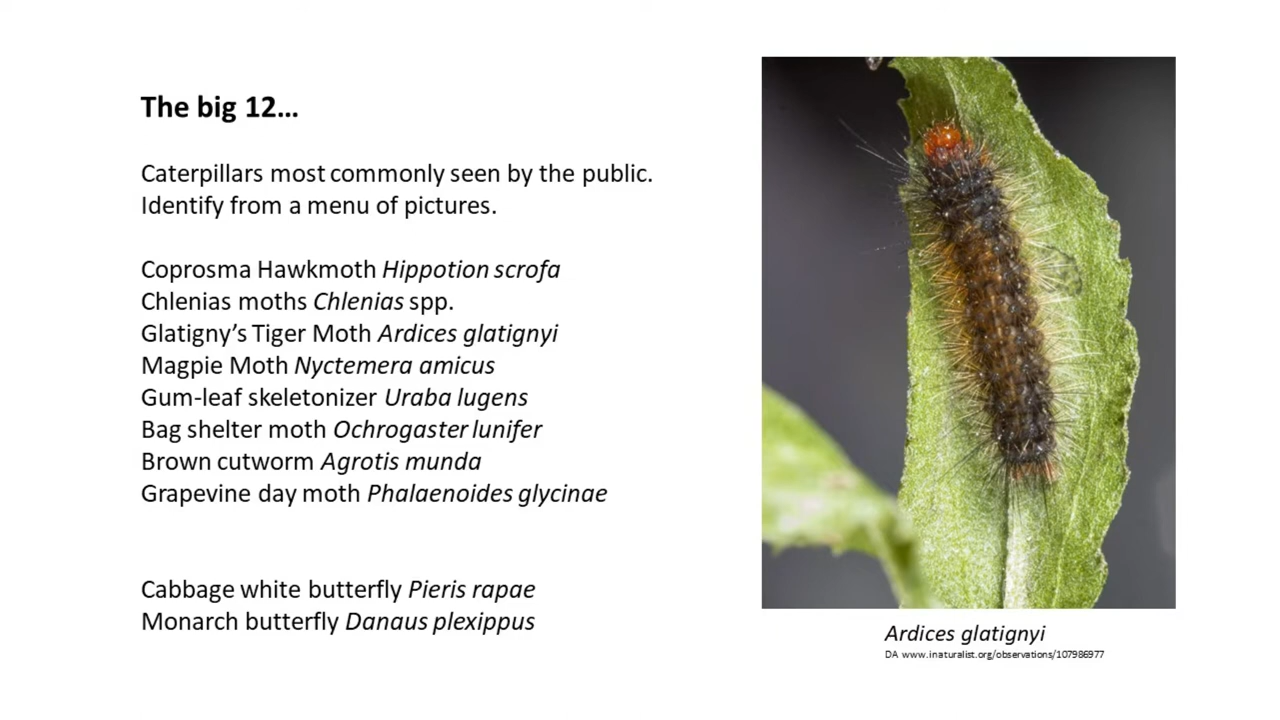 The big 12...
Caterpillars most commonly seen by the public.
Identify from a menu of pictures.
Coprosma Hawkmoth Hippotion scrofa
Chlenias moths Chlenias spp.
Glatigny's Tiger Moth Ardices glatignyi
Magpie Moth Nyctemera amicus
Gum-leaf skeletonizer Uraba lugens
Bag shelter moth Ochrogaster lunifer
Brown cutworm Agrotis munda
Grapevine day moth Phalaenoides glycinae
Cabbage white butterfly Pieris rapae
Monarch butterfly Danaus plexippus
Ardices glatignyi
DA www.inaturalist.org/observations/107986977